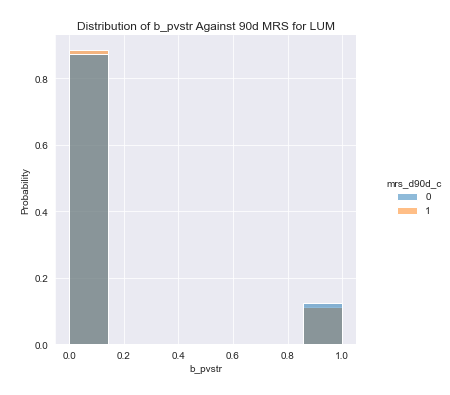 Distribution of b_pvstr Against 90d MRS for LUM
Probability
0.8
0.6
0.4
0.2
0.0
0.0 0.2 0.4 0.6 0.8 1.0
b_pvstr
mrs_d90d_c
0
1